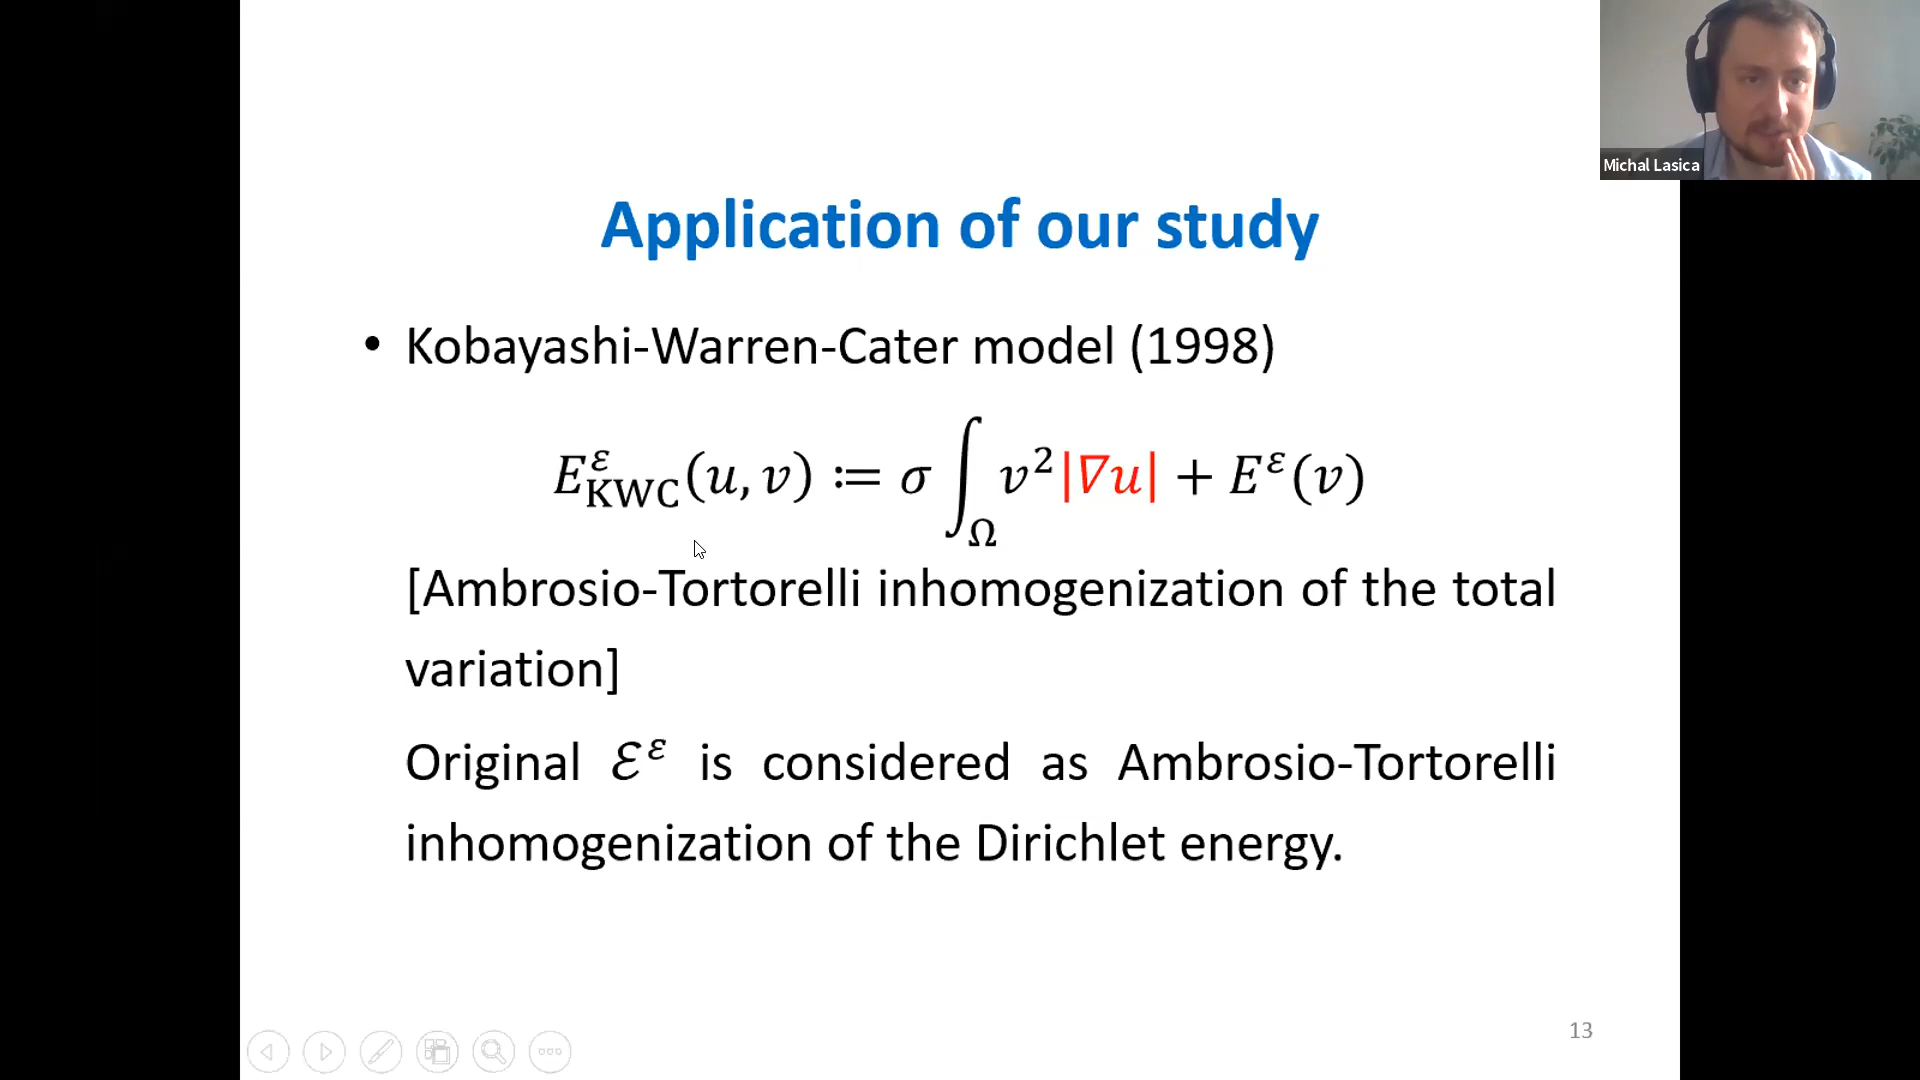 Michal Lasica
Application of our study
• Kobayashi-Warren-Cater model (1998)
E^ε_KWC(u, v) ≔ σ ∫_Ω v²|∇u| + E^ε(v)
[Ambrosio-Tortorelli inhomogenization of the total
variation]
Original ℰ^ε is considered as Ambrosio-Tortorelli
inhomogenization of the Dirichlet energy.
13